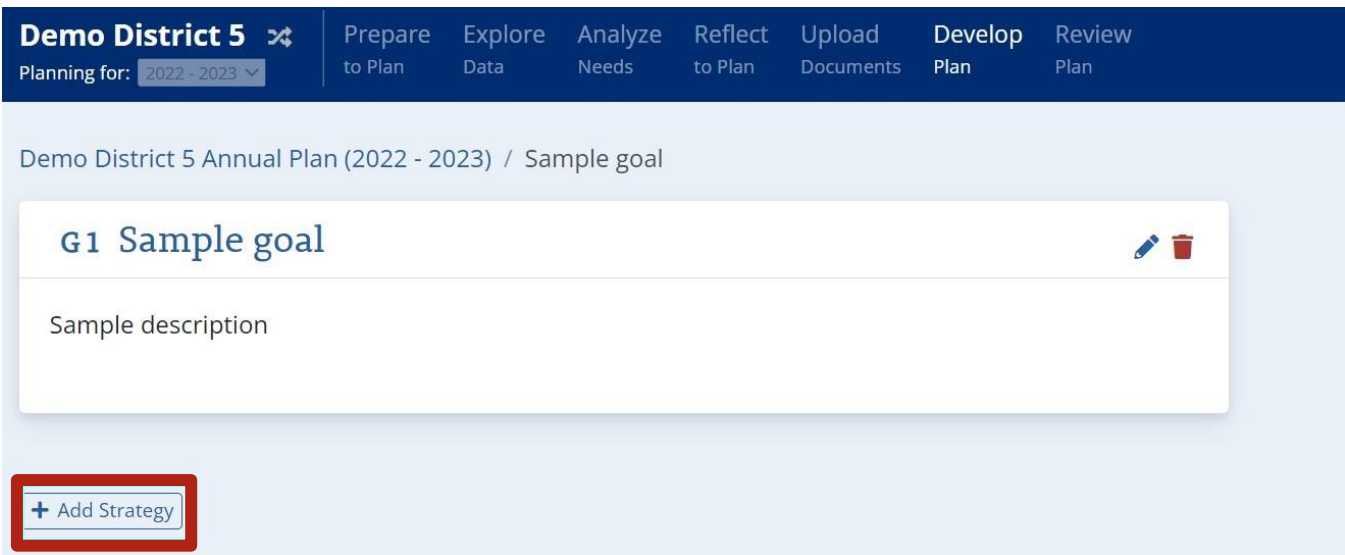 Demo District 5
Planning for: 2022 - 2023
Prepare
to Plan
Explore
Data
Analyze
Needs
Reflect
to Plan
Upload
Documents
Develop
Plan
Review
Plan
Demo District 5 Annual Plan (2022 - 2023) / Sample goal
G1 Sample goal
Sample description
+ Add Strategy